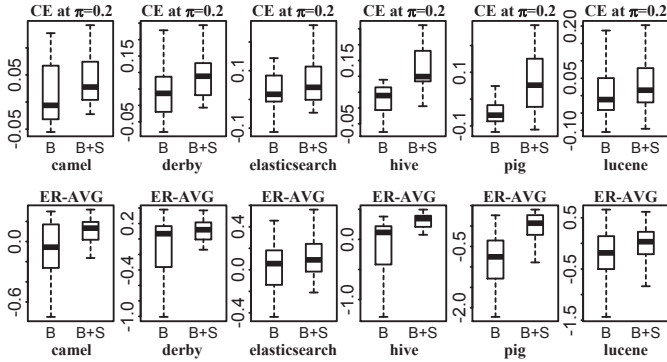 CE at π=0.2 CE at π=0.2 CE at π=0.2 CE at π=0.2 CE at π=0.2 CE at π=0.2
-0.05 0.05 -0.05 0.05 0.15 -0.1 0.1 0.05 0.15 -0.1 0.1 -0.10 0.05 0.20
B B+S B B+S B B+S B B+S B B+S B B+S
camel derby elasticsearch hive pig lucene
ER-AVG ER-AVG ER-AVG ER-AVG ER-AVG ER-AVG
-0.6 0.0 -1.0 -0.4 0.2 -0.4 0.0 0.4 -1.0 0.0 -2.0 -0.5 -1.5 -0.5 0.5
B B+S B B+S B B+S B B+S B B+S B B+S
camel derby elasticsearch hive pig lucene